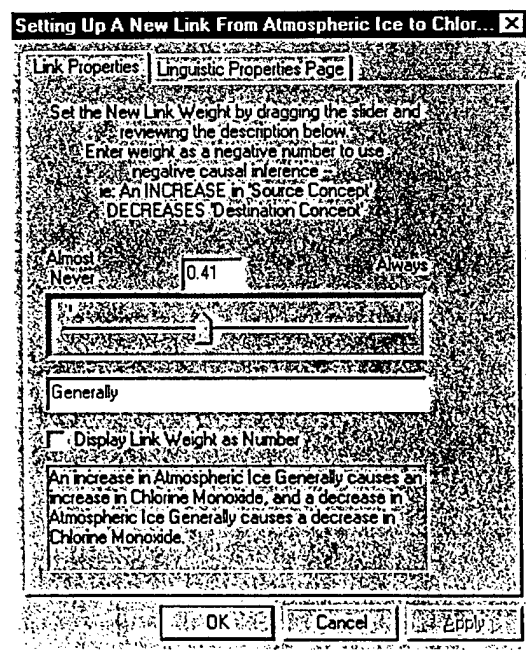 Setting Up A New Link From Atmospheric Ice to Chlor...
Link Properties
Linguistic Properties Page
Set the New Link Weight by dragging the slider and
reviewing the description below.
Enter weight as a negative number to use
negative causal inference
ie: An INCREASE in 'Source Concept'
DECREASES 'Destination Concept'
Almost
Never
0.41
Always
Generally
Display Link Weight as Number
An increase in Atmospheric Ice Generally causes an
increase in Chlorine Monoxide, and a decrease in
Atmospheric Ice Generally causes a decrease in
Chlorine Monoxide.
OK
Cancel
Apply